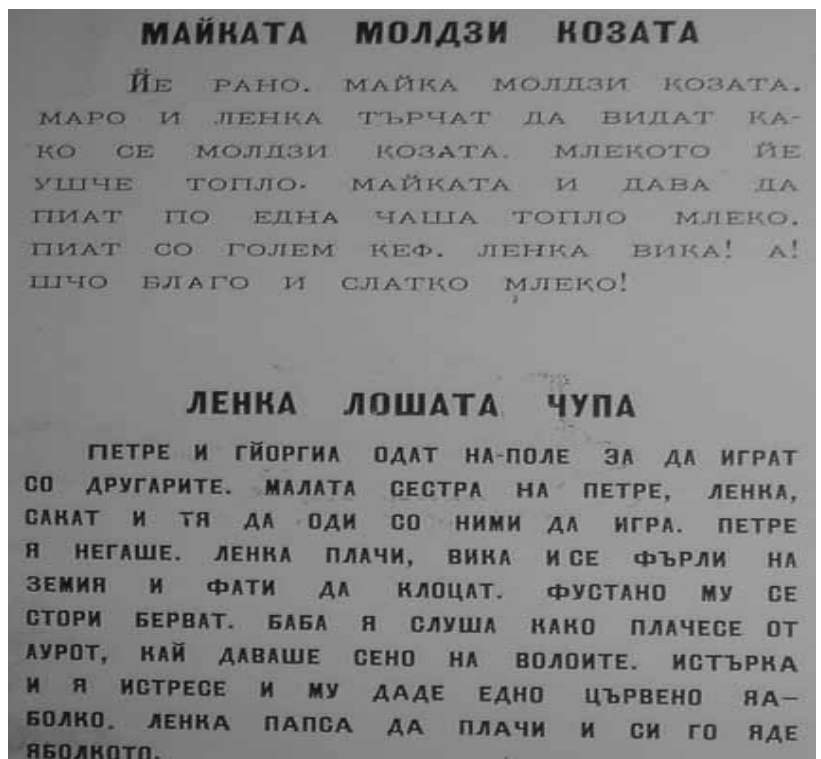 МАЙКАТА МОЛДЗИ КОЗАТА
ЙЕ РАНО. МАЙКА МОЛДЗИ КОЗАТА.
МАРО И ЛЕНКА ТЪРЧАТ ДА ВИДАТ КА-
КО СЕ МОЛДЗИ КОЗАТА. МЛЕКОТО ЙЕ
УШЧЕ ТОПЛО. МАЙКАТА И ДАВА ДА
ПИАТ ПО ЕДНА ЧАША ТОПЛО МЛЕКО.
ПИАТ СО ГОЛЕМ КЕФ. ЛЕНКА ВИКА! А!
ШЧО БЛАГО И СЛАТКО МЛЕКО!
ЛЕНКА ЛОШАТА ЧУПА
ПЕТРЕ И ГЙОРГИА ОДАТ НА-ПОЛЕ ЗА ДА ИГРАТ
СО ДРУГАРИТЕ. МАЛАТА СЕСТРА НА ПЕТРЕ, ЛЕНКА,
САКАТ И ТЯ ДА ОДИ СО НИМИ ДА ИГРА. ПЕТРЕ
Я НЕГАШЕ. ЛЕНКА ПЛАЧИ, ВИКА И СЕ ФЪРЛИ НА
ЗЕМИЯ И ФАТИ ДА КЛОЦАТ. ФУСТАНО МУ СЕ
СТОРИ БЕРВАТ. БАБА Я СЛУША КАКО ПЛАЧЕСЕ ОТ
АУРОТ, КАЙ ДАВАШЕ СЕНО НА ВОЛОИТЕ. ИСТЪРКА
И Я ИСТРЕСЕ И МУ ДАДЕ ЕДНО ЦЪРВЕНО ЯА-
БОЛКО. ЛЕНКА ПАПСА ДА ПЛАЧИ И СИ ГО ЯДЕ
ЯБОЛКОТО.